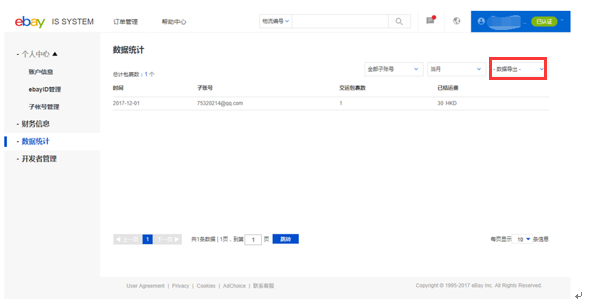 ebay IS SYSTEM 订单管理 帮助中心 物流编号 已认证
- 个人中心
账户信息
ebayID管理
子帐号管理
- 财务信息
- 数据统计
- 开发者管理
数据统计
总计包裹数：1 个 全部子账号 当月 - 数据导出 -
时间 子账号 交运包裹数 已结运费
2017-12-01 75320214@qq.com 1 30 HKD
上一页 1 下一页 共1条数据 | 1页，到第 1 页 跳转 每页显示 10 条信息
User Agreement | Privacy | Cookies | AdChoice | 联系客服 Copyright © 1995-2017 eBay Inc. All Rights Reserved.